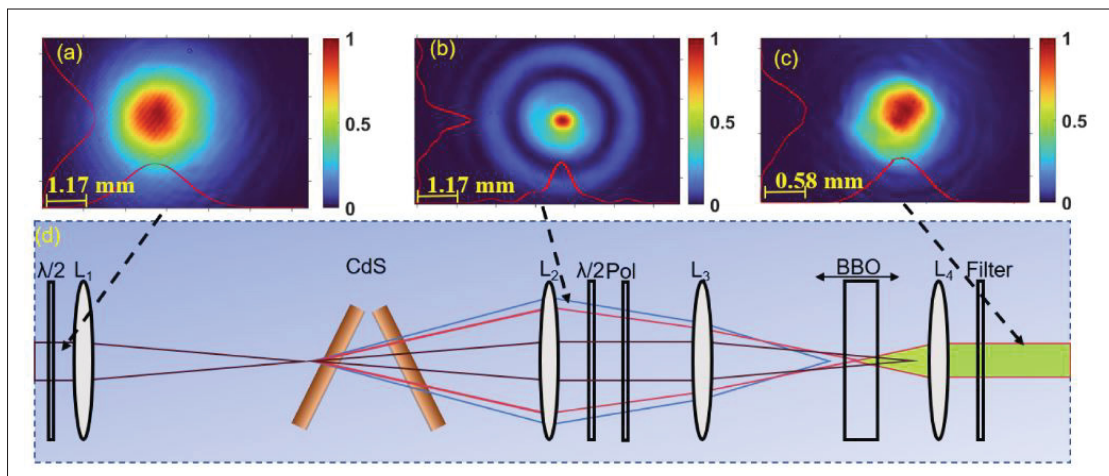 (a)
1
0.5
0
1.17 mm
(b)
1
0.5
0
1.17 mm
(c)
1
0.5
0
0.58 mm
(d)
λ/2
L1
CdS
L2
λ/2
Pol
L3
BBO
L4
Filter